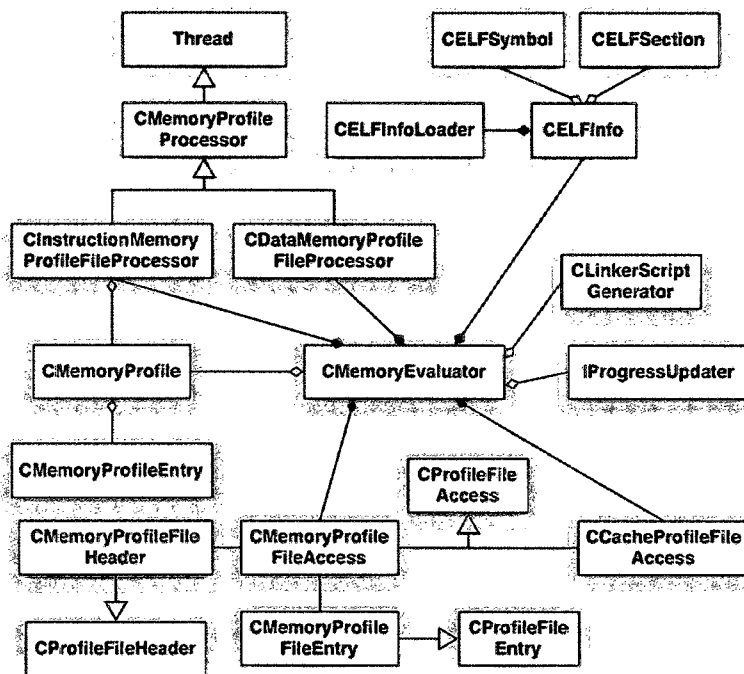 Thread
CELFSymbol
CELFSection
CMemoryProfile
Processor
CELFInfoLoader
CELFInfo
CInstructionMemory
ProfileFileProcessor
CDataMemoryProfile
FileProcessor
CLinkerScript
Generator
CMemoryProfile
CMemoryEvaluator
IProgressUpdater
CMemoryProfileEntry
CProfileFile
Access
CMemoryProfileFile
Header
CMemoryProfile
FileAccess
CCacheProfileFile
Access
CProfileFileHeader
CMemoryProfile
FileEntry
CProfileFile
Entry